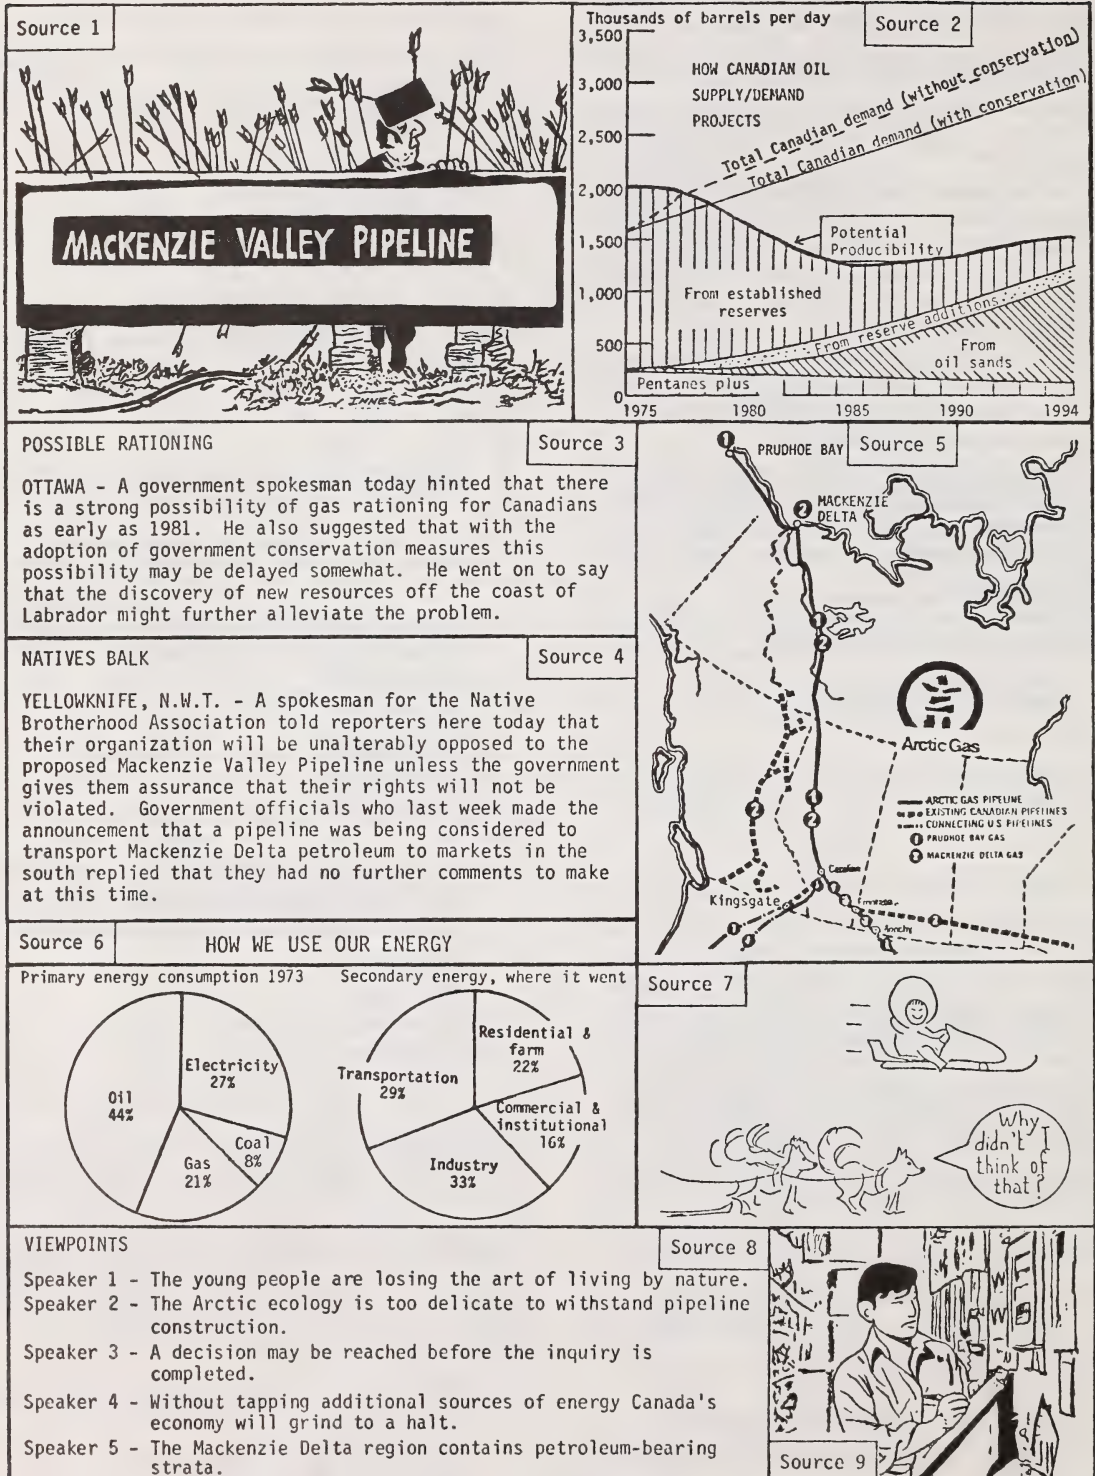 Source 1
MACKENZIE VALLEY PIPELINE
INNES
Source 2
Thousands of barrels per day
3,500
3,000
2,500
2,000
1,500
1,000
500
0
HOW CANADIAN OIL
SUPPLY/DEMAND
PROJECTS
Total Canadian demand (without conservation)
Total Canadian demand (with conservation)
Potential
Producibility
From established
reserves
From reserve additions
From
oil sands
Pentanes plus
1975
1980
1985
1990
1994
POSSIBLE RATIONING
Source 3
OTTAWA - A government spokesman today hinted that there
is a strong possibility of gas rationing for Canadians
as early as 1981. He also suggested that with the
adoption of government conservation measures this
possibility may be delayed somewhat. He went on to say
that the discovery of new resources off the coast of
Labrador might further alleviate the problem.
NATIVES BALK
Source 4
YELLOWKNIFE, N.W.T. - A spokesman for the Native
Brotherhood Association told reporters here today that
their organization will be unalterably opposed to the
proposed Mackenzie Valley Pipeline unless the government
gives them assurance that their rights will not be
violated. Government officials who last week made the
announcement that a pipeline was being considered to
transport Mackenzie Delta petroleum to markets in the
south replied that they had no further comments to make
at this time.
Source 5
1
PRUDHOE BAY
2
MACKENZIE
DELTA
1
2
Arctic Gas
2
1
2
ARCTIC GAS PIPELINE
EXISTING CANADIAN PIPELINES
CONNECTING U.S. PIPELINES
1 PRUDHOE BAY GAS
2 MACKENZIE DELTA GAS
Kingsgate
Source 6
HOW WE USE OUR ENERGY
Primary energy consumption 1973
Oil
44%
Electricity
27%
Coal
8%
Gas
21%
Secondary energy, where it went
Residential &
farm
22%
Transportation
29%
Commercial &
institutional
16%
Industry
33%
Source 7
Why
didn't I
think of
that?
VIEWPOINTS
Source 8
Speaker 1 - The young people are losing the art of living by nature.
Speaker 2 - The Arctic ecology is too delicate to withstand pipeline
construction.
Speaker 3 - A decision may be reached before the inquiry is
completed.
Speaker 4 - Without tapping additional sources of energy Canada's
economy will grind to a halt.
Speaker 5 - The Mackenzie Delta region contains petroleum-bearing
strata.
Source 9